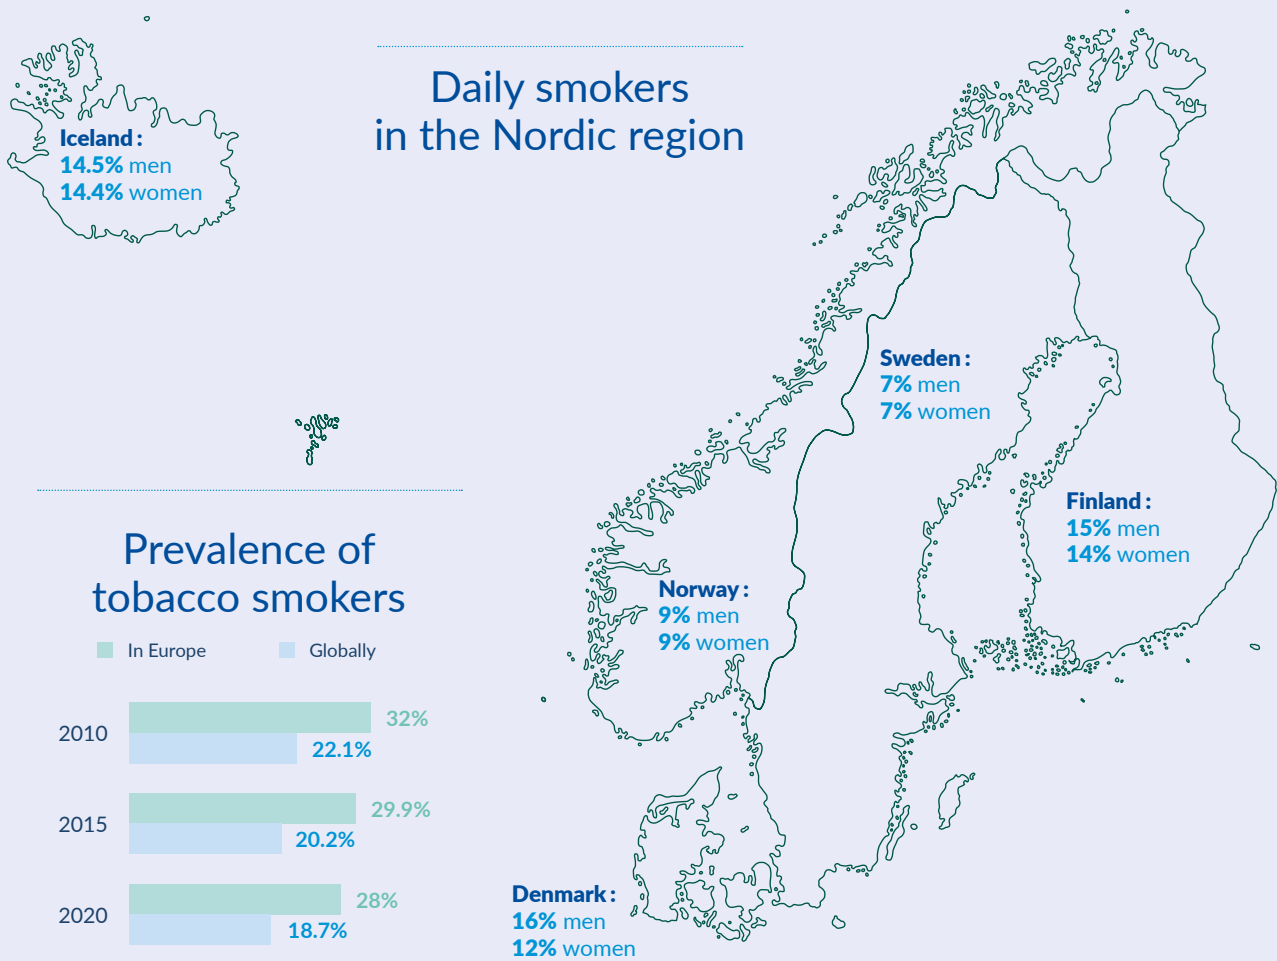 Daily smokers
in the Nordic region
Iceland :
14.5% men
14.4% women
Sweden :
7% men
7% women
Finland :
15% men
14% women
Norway :
9% men
9% women
Denmark :
16% men
12% women
Prevalence of
tobacco smokers
In Europe
Globally
2010
32%
22.1%
2015
29.9%
20.2%
2020
28%
18.7%